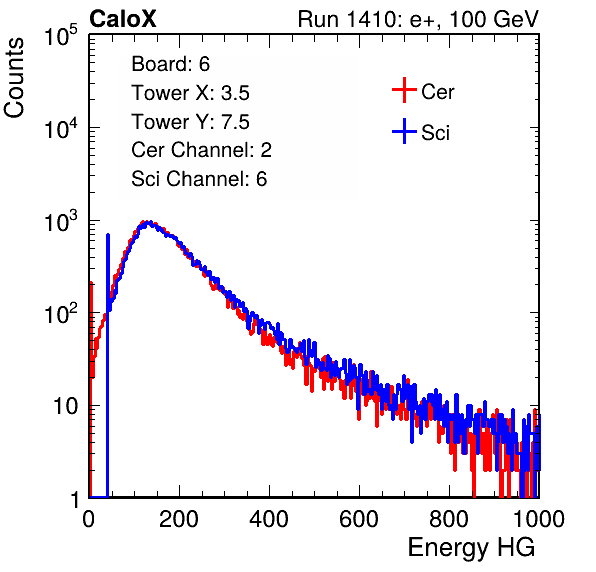 CaloX Run 1410: e+, 100 GeV
Counts
Board: 6
Tower X: 3.5
Tower Y: 7.5
Cer Channel: 2
Sci Channel: 6
Cer
Sci
10^5
10^4
10^3
10^2
10
1
0 200 400 600 800 1000
Energy HG